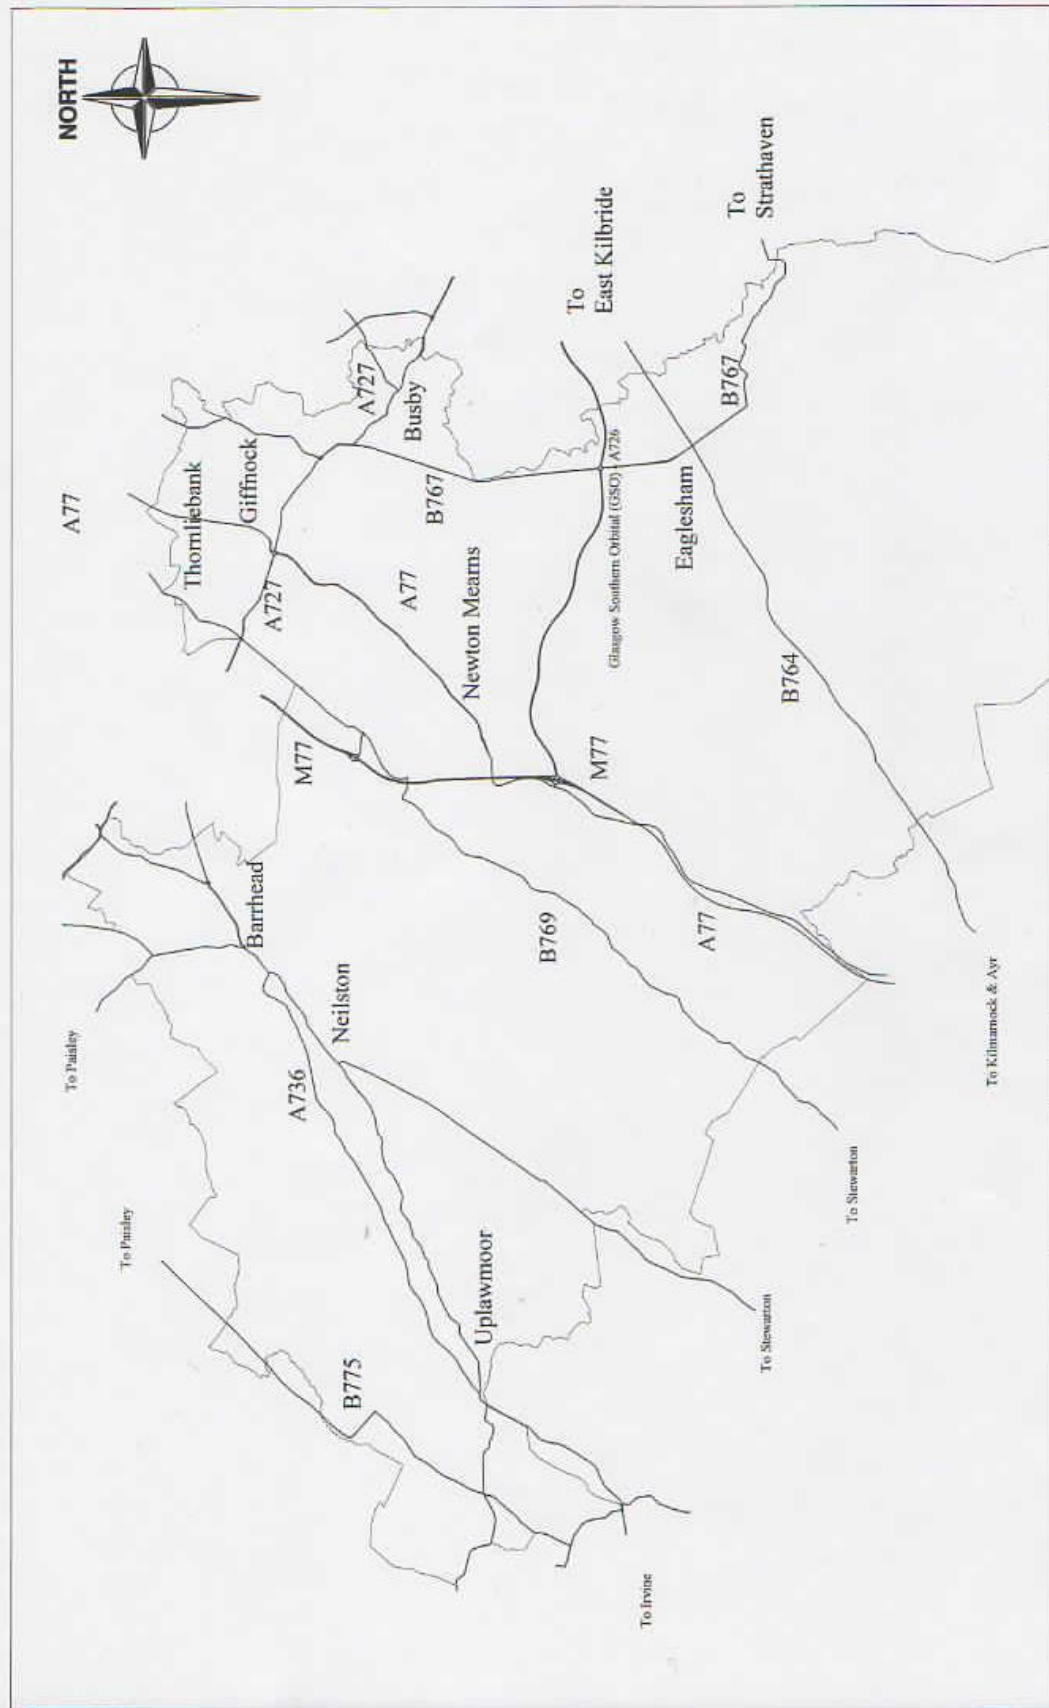 NORTH
A77
Thornliebank
Giffnock
A727
A727
Busby
B767
A77
Newton Mearns
M77
Barrhead
Neilston
A736
To Paisley
To Paisley
B775
Uplawmoor
B769
M77
A77
Glasgow Southern Orbital (GSO) - A726
Eaglesham
B764
B767
To
East Kilbride
To
Strathaven
To Kilmarnock & Ayr
To Stewarton
To Stewarton
To Irvine